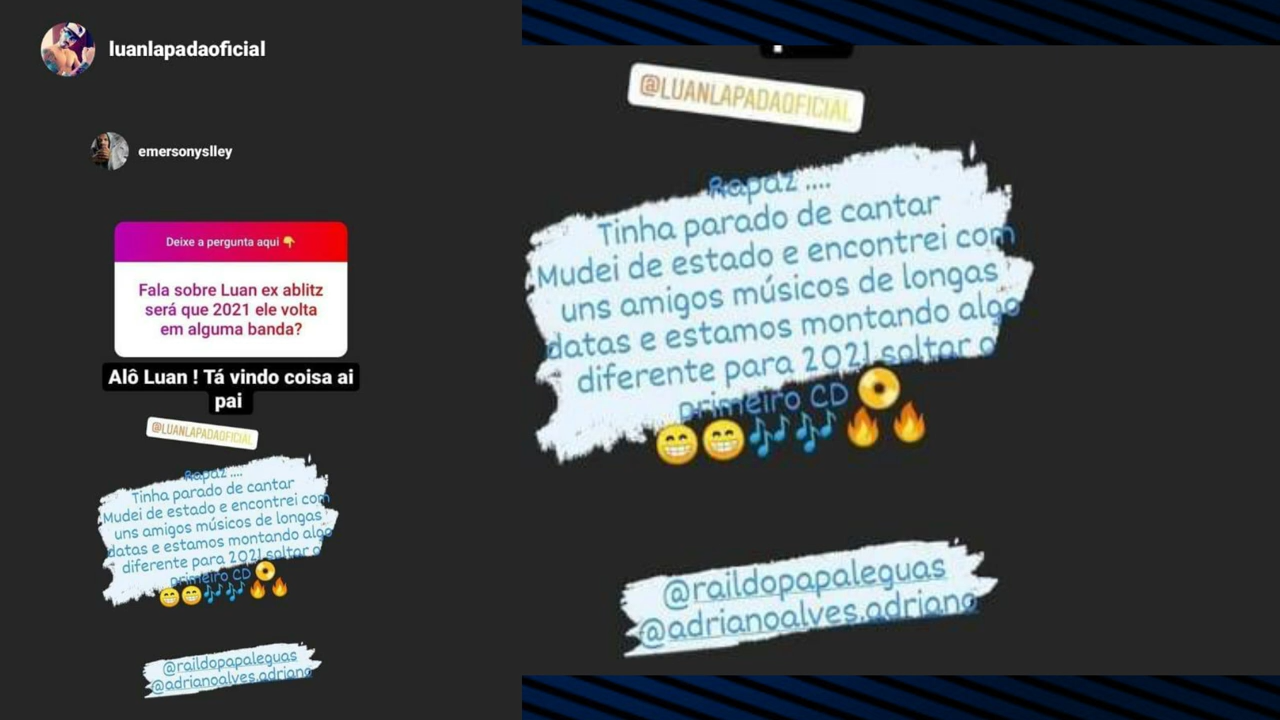 luanlapadaoficial
emersonyslley
Deixe a pergunta aqui 👇
Fala sobre Luan ex ablitz
será que 2021 ele volta
em alguma banda?
Alô Luan ! Tá vindo coisa ai
pai
@LUANLAPADAOFICIAL
Rapaz ....
Tinha parado de cantar
Mudei de estado e encontrei com
uns amigos músicos de longas
datas e estamos montando algo
diferente para 2021 soltar o
primeiro CD 📀
😁😁🎶🎶🔥🔥
@raildopapaleguas
@adrianoalves.adriano
@LUANLAPADAOFICIAL
Rapaz ....
Tinha parado de cantar
Mudei de estado e encontrei com
uns amigos músicos de longas
datas e estamos montando algo
diferente para 2021 soltar o
primeiro CD 📀
😁😁🎶🎶🔥🔥
@raildopapaleguas
@adrianoalves.adriano